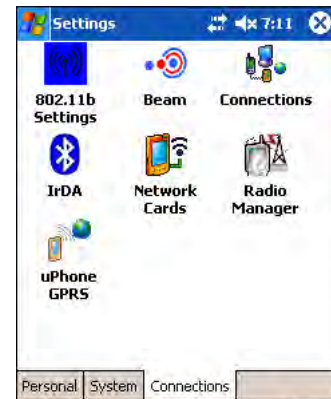 Settings 7:11
802.11b Settings
Beam
Connections
IrDA
Network Cards
Radio Manager
uPhone GPRS
Personal System Connections